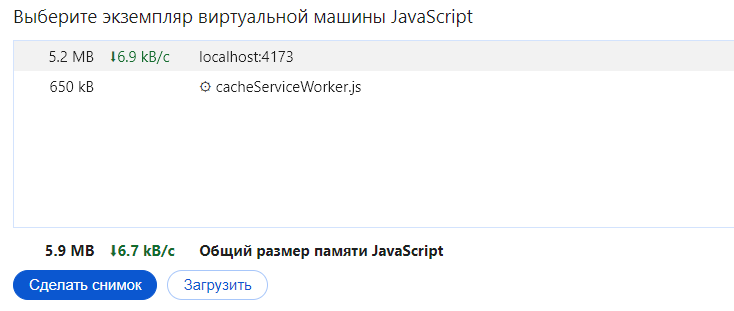 Выберите экземпляр виртуальной машины JavaScript
5.2 MB ⬇6.9 kB/c localhost:4173
650 kB cacheServiceWorker.js
5.9 MB ⬇6.7 kB/c Общий размер памяти JavaScript
Сделать снимок Загрузить